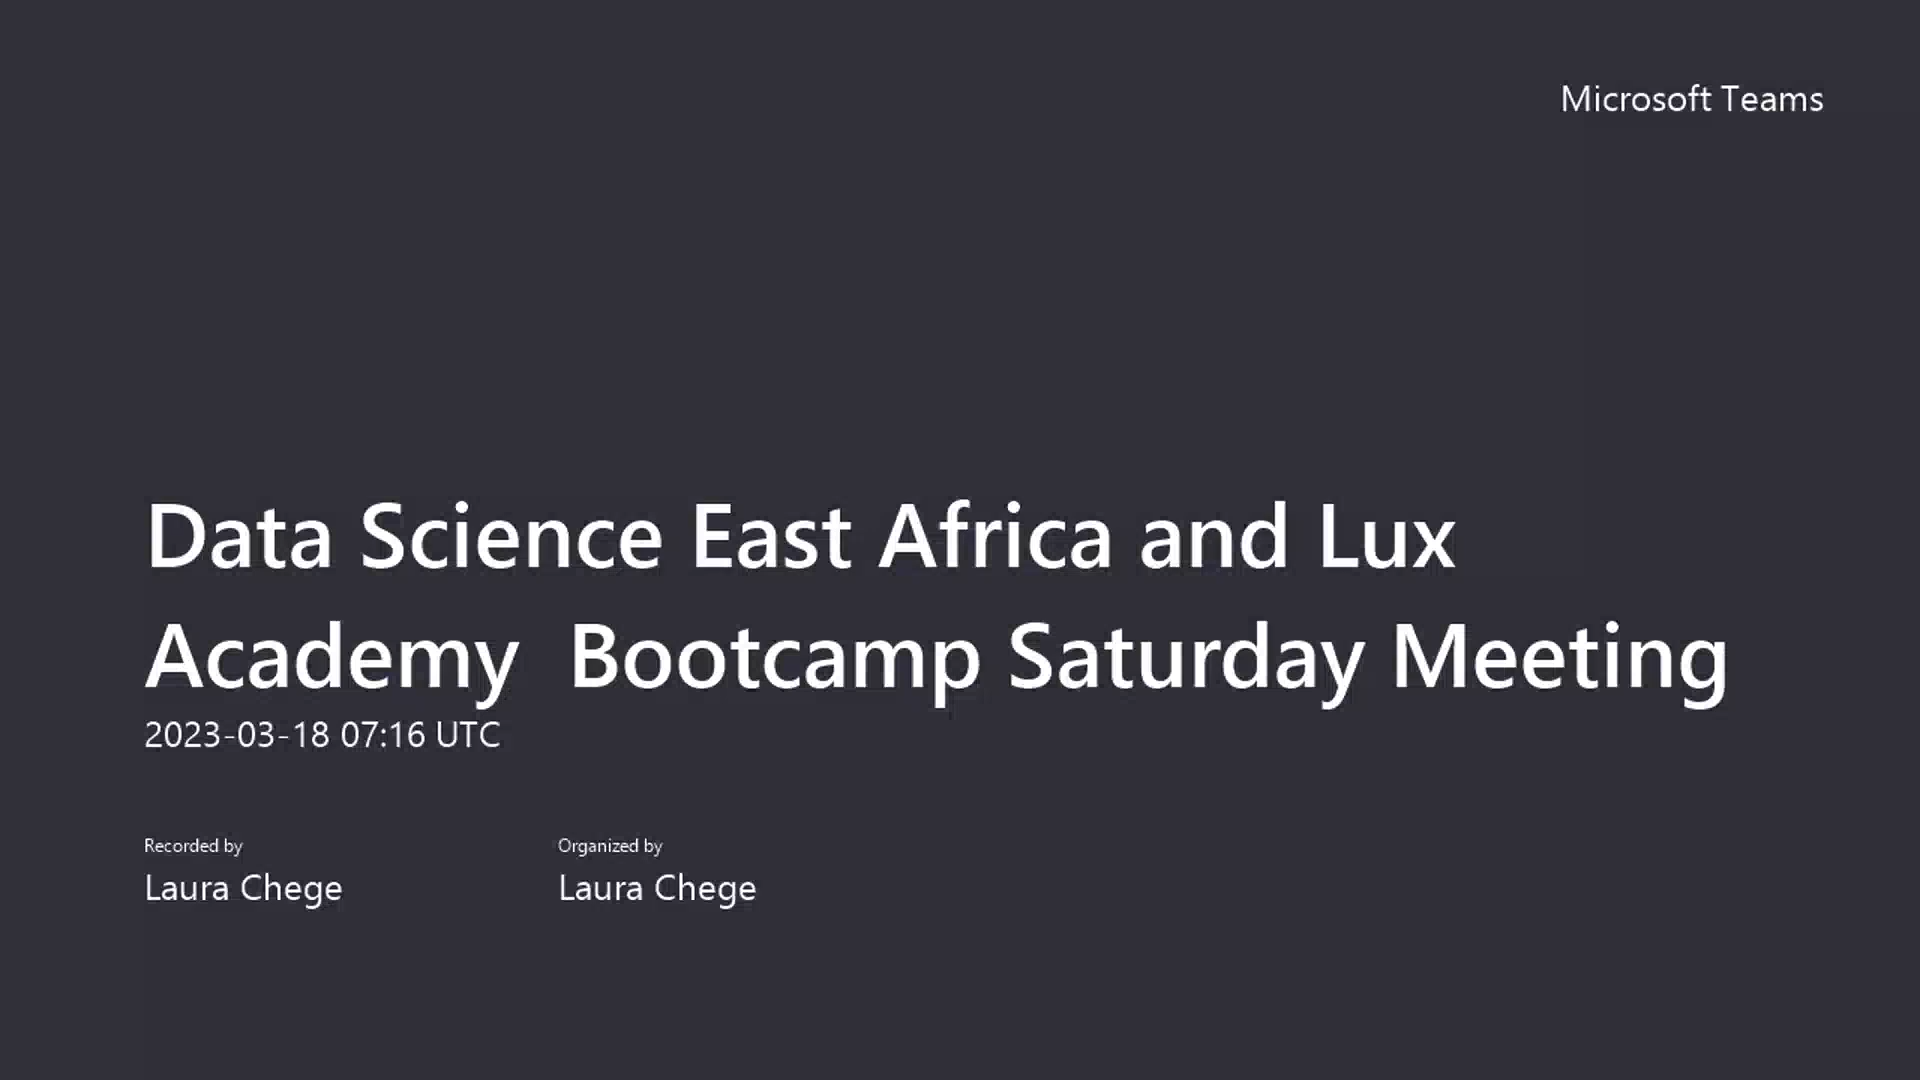 Microsoft Teams
Data Science East Africa and Lux
Academy  Bootcamp Saturday Meeting
2023-03-18 07:16 UTC
Recorded by
Laura Chege
Organized by
Laura Chege